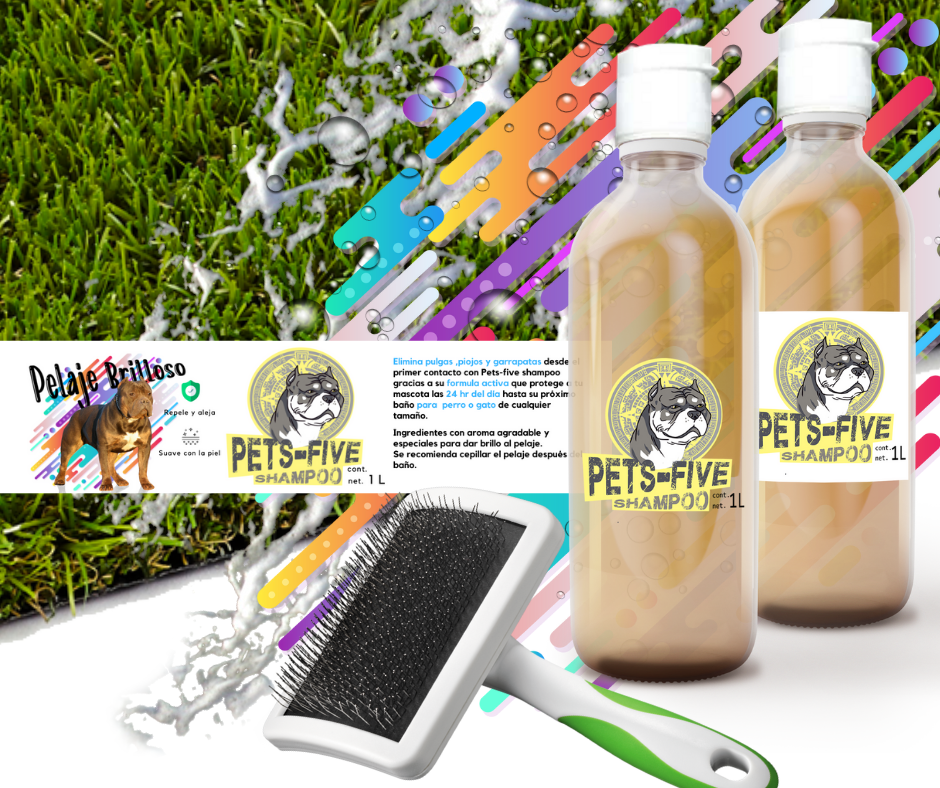 Pelaje Brilloso
y
Repele y aleja
Suave con la piel
PETS-FIVE
SHAMPOO
cont.
net. 1 L
Elimina pulgas ,piojos y garrapatas desde el
primer contacto con Pets-five shampoo
gracias a su formula activa que protege a tu
mascota las 24 hr del dia hasta su próximo
baño para perro o gato de cualquier
tamaño.
Ingredientes con aroma agradable y
especiales para dar brillo al pelaje.
Se recomienda cepillar el pelaje después del
baño.
PETS-FIVE
SHAMPOO
cont.
net. 1L
PETS-FIVE
SHAMPOO
cont.
net. 1L